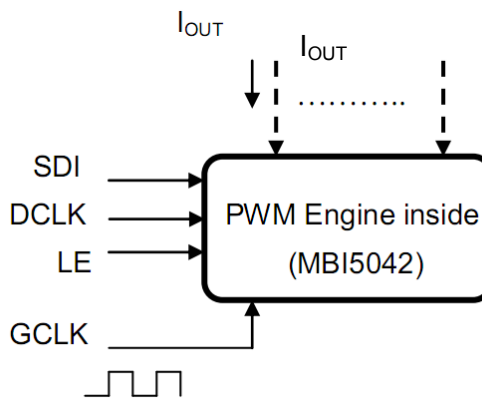 IOUT
IOUT
...........
SDI
DCLK
LE
GCLK
PWM Engine inside
(MBI5042)